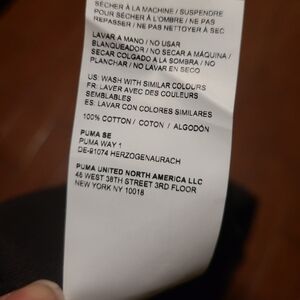 SÉCHER À LA MACHINE / SUSPENDRE
POUR SÉCHER À L'OMBRE / NE PAS
REPASSER / NE PAS NETTOYER À SEC
LAVAR A MANO / NO USAR
BLANQUEADOR / NO SECAR A MÁQUINA /
SECAR COLGADO A LA SOMBRA / NO
PLANCHAR / NO LAVAR EN SECO
US: WASH WITH SIMILAR COLOURS
FR: LAVER AVEC DES COULEURS
SEMBLABLES
ES: LAVAR CON COLORES SIMILARES
100% COTTON / COTON / ALGODÓN
PUMA SE
PUMA WAY 1
DE-91074 HERZOGENAURACH
PUMA UNITED NORTH AMERICA LLC
46 WEST 38TH STREET 3RD FLOOR
NEW YORK NY 10018